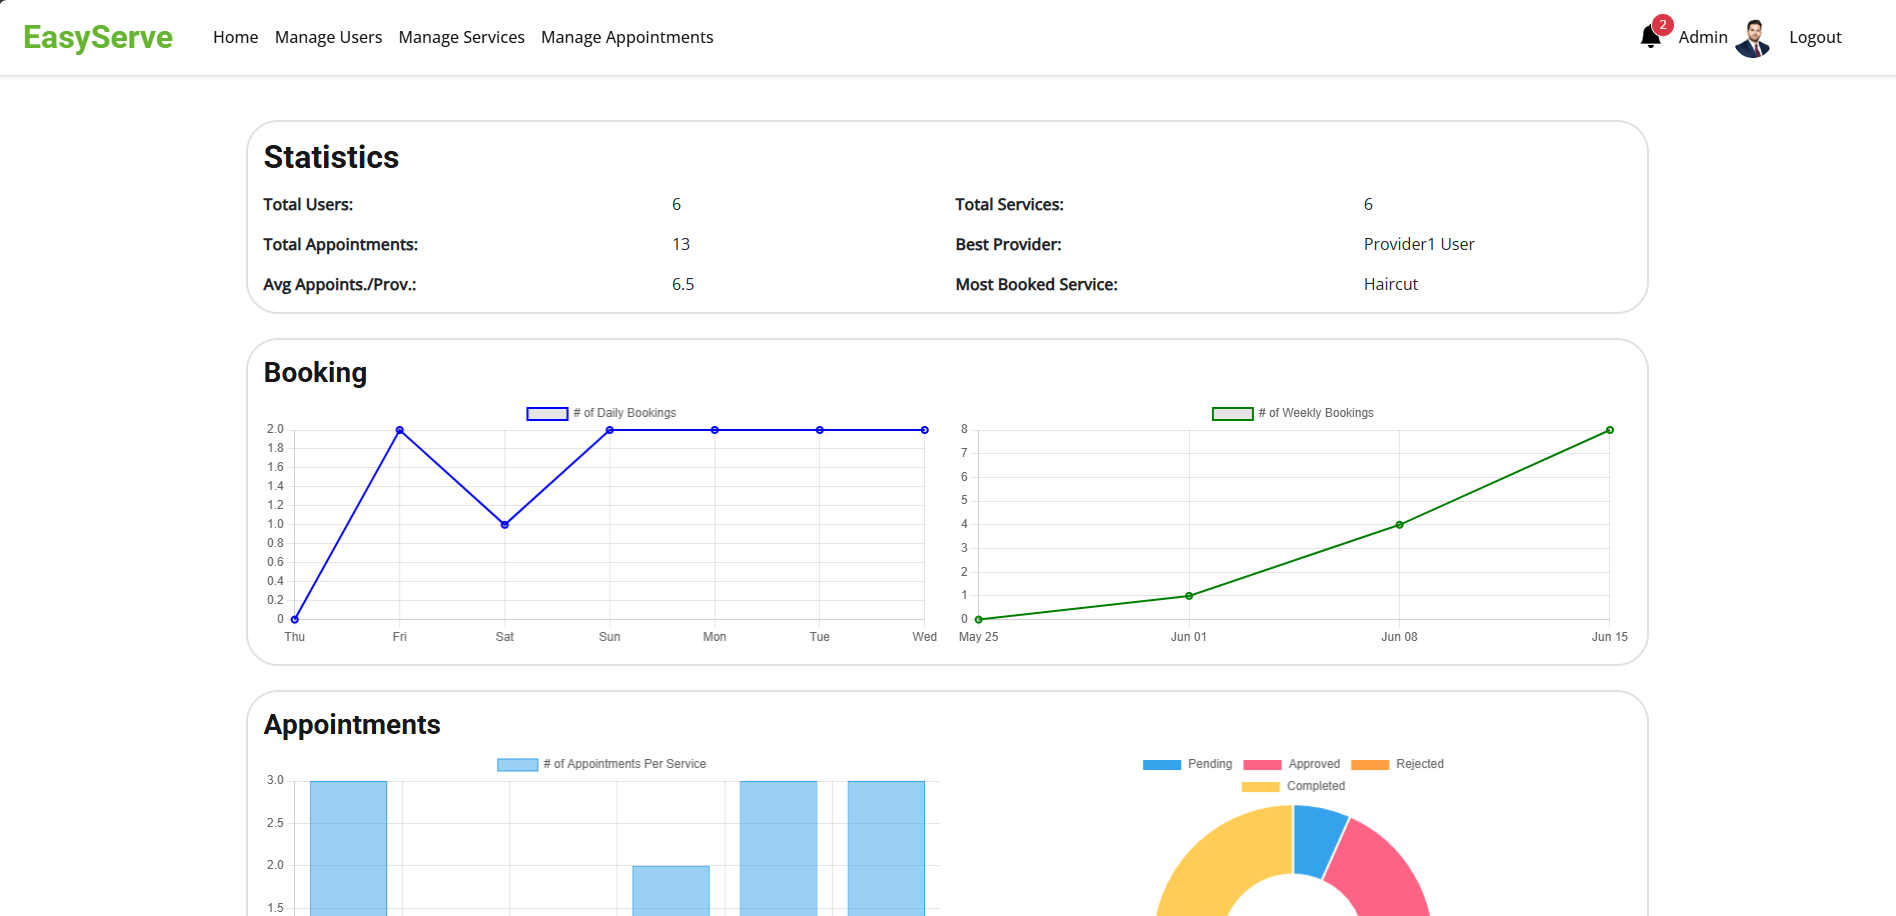 EasyServe Home Manage Users Manage Services Manage Appointments 2 Admin Logout
Statistics
Total Users: 6 Total Services: 6
Total Appointments: 13 Best Provider: Provider1 User
Avg Appoints./Prov.: 6.5 Most Booked Service: Haircut
Booking
# of Daily Bookings
2.0
1.8
1.6
1.4
1.2
1.0
0.8
0.6
0.4
0.2
0
Thu Fri Sat Sun Mon Tue Wed
# of Weekly Bookings
8
7
6
5
4
3
2
1
0
May 25 Jun 01 Jun 08 Jun 15
Appointments
# of Appointments Per Service
3.0
2.5
2.0
1.5
Pending Approved Rejected
Completed